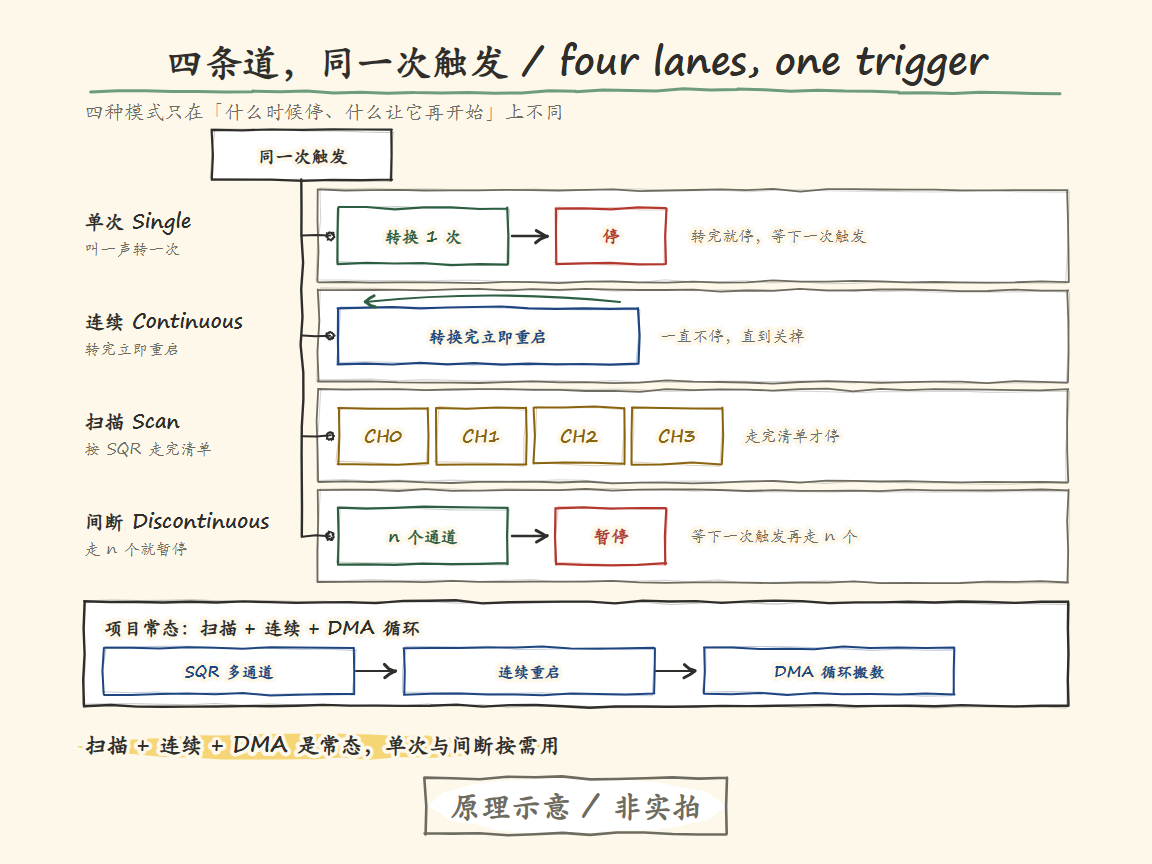 四条道，同一次触发 / four lanes, one trigger
四种模式只在「什么时候停、什么让它再开始」上不同
同一次触发
单次 Single
叫一声转一次
转换 1 次
停
转完就停，等下一次触发
连续 Continuous
转完立即重启
转换完立即重启
一直不停，直到关掉
扫描 Scan
按 SQR 走完清单
CH0
CH1
CH2
CH3
走完清单才停
间断 Discontinuous
走 n 个就暂停
n 个通道
暂停
等下一次触发再走 n 个
项目常态：扫描 + 连续 + DMA 循环
SQR 多通道
连续重启
DMA 循环搬数
扫描 + 连续 + DMA 是常态，单次与间断按需用
原理示意 / 非实拍